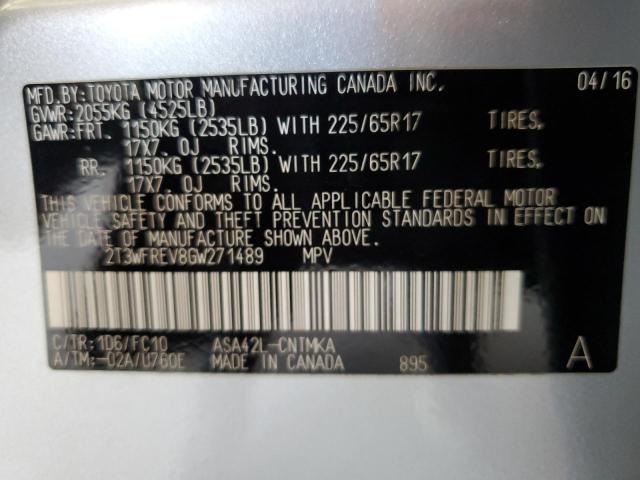 MFD.BY:TOYOTA MOTOR MANUFACTURING CANADA INC. 04/16
GVWR:2055KG (4525LB)
GAWR:FRT. 1150KG (2535LB) WITH 225/65R17 TIRES,
17X7.0J RIMS.
RR. 1150KG (2535LB) WITH 225/65R17 TIRES,
17X7.0J RIMS.
THIS VEHICLE CONFORMS TO ALL APPLICABLE FEDERAL MOTOR
VEHICLE SAFETY AND THEFT PREVENTION STANDARDS IN EFFECT ON
THE DATE OF MANUFACTURE SHOWN ABOVE.
2T3WFREV8GW271489 MPV
C/TR:1D6/FC10 ASA42L-CNTMKA
A/TM:-02A/U760E MADE IN CANADA 895 A